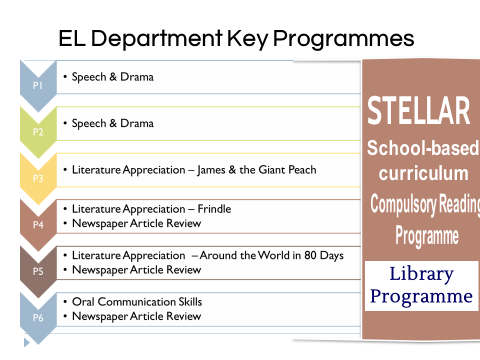 EL Department Key Programmes
P1
• Speech & Drama
P2
• Speech & Drama
P3
• Literature Appreciation – James & the Giant Peach
P4
• Literature Appreciation – Frindle
• Newspaper Article Review
P5
• Literature Appreciation – Around the World in 80 Days
• Newspaper Article Review
P6
• Oral Communication Skills
• Newspaper Article Review
STELLAR
School-based
curriculum
Compulsory Reading
Programme
Library
Programme